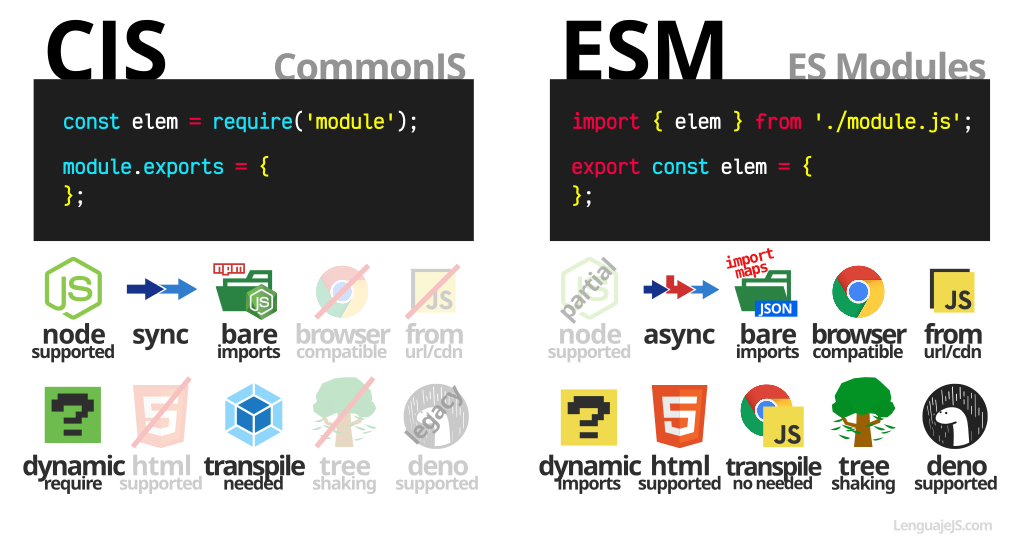 CJS
CommonJS
const elem = require('module');
module.exports = {
};
npm
JS
JS
node
supported
sync
bare
imports
browser
compatible
JS
from
url/cdn
?
dynamic
require
5
html
supported
transpile
needed
tree
shaking
legacy
deno
supported
ESM
ES Modules
import { elem } from './module.js';
export const elem = {
};
JS
partial
node
supported
async
import
maps
JSON
bare
imports
browser
compatible
JS
from
url/cdn
?
dynamic
imports
5
html
supported
JS
transpile
no needed
tree
shaking
deno
supported
LenguajeJS.com